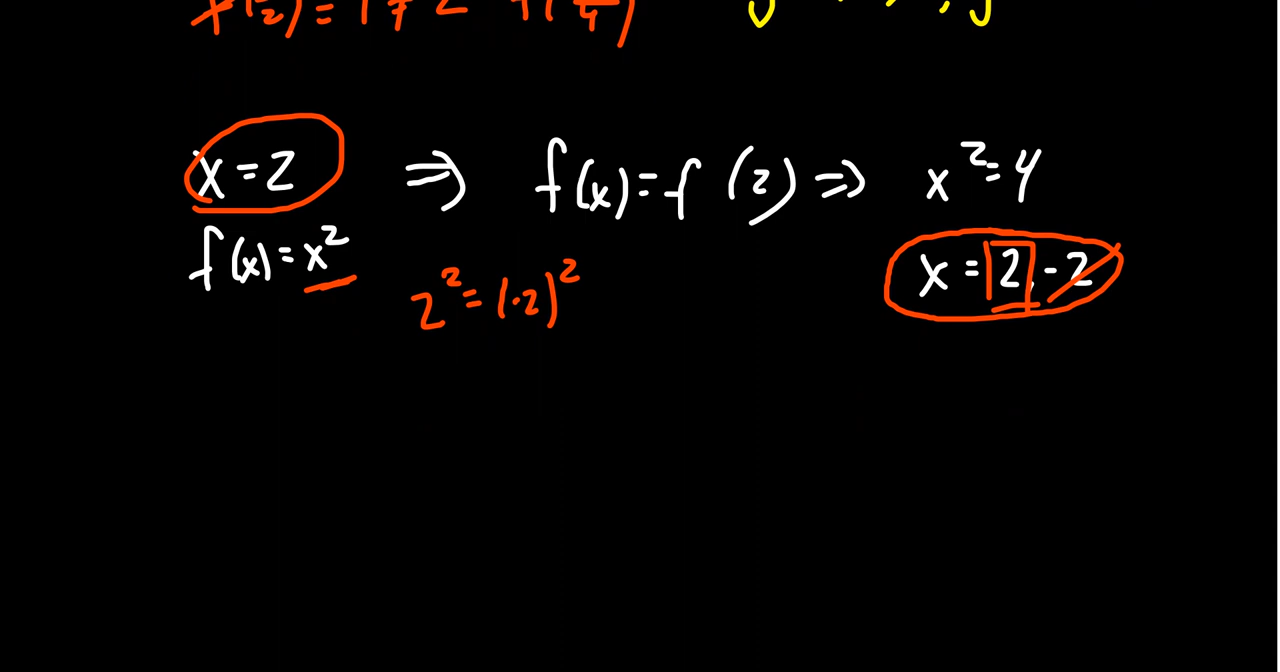 x = 2 ⇒ f(x) = f(2) ⇒ x² = 4
f(x) = x²
2² = (-2)²
x = 2, -2